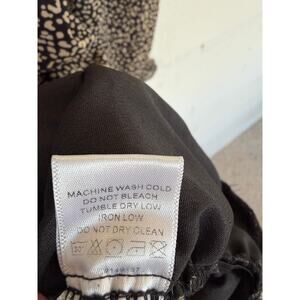 MACHINE WASH COLD
DO NOT BLEACH
TUMBLE DRY LOW
IRON LOW
DO NOT DRY CLEAN